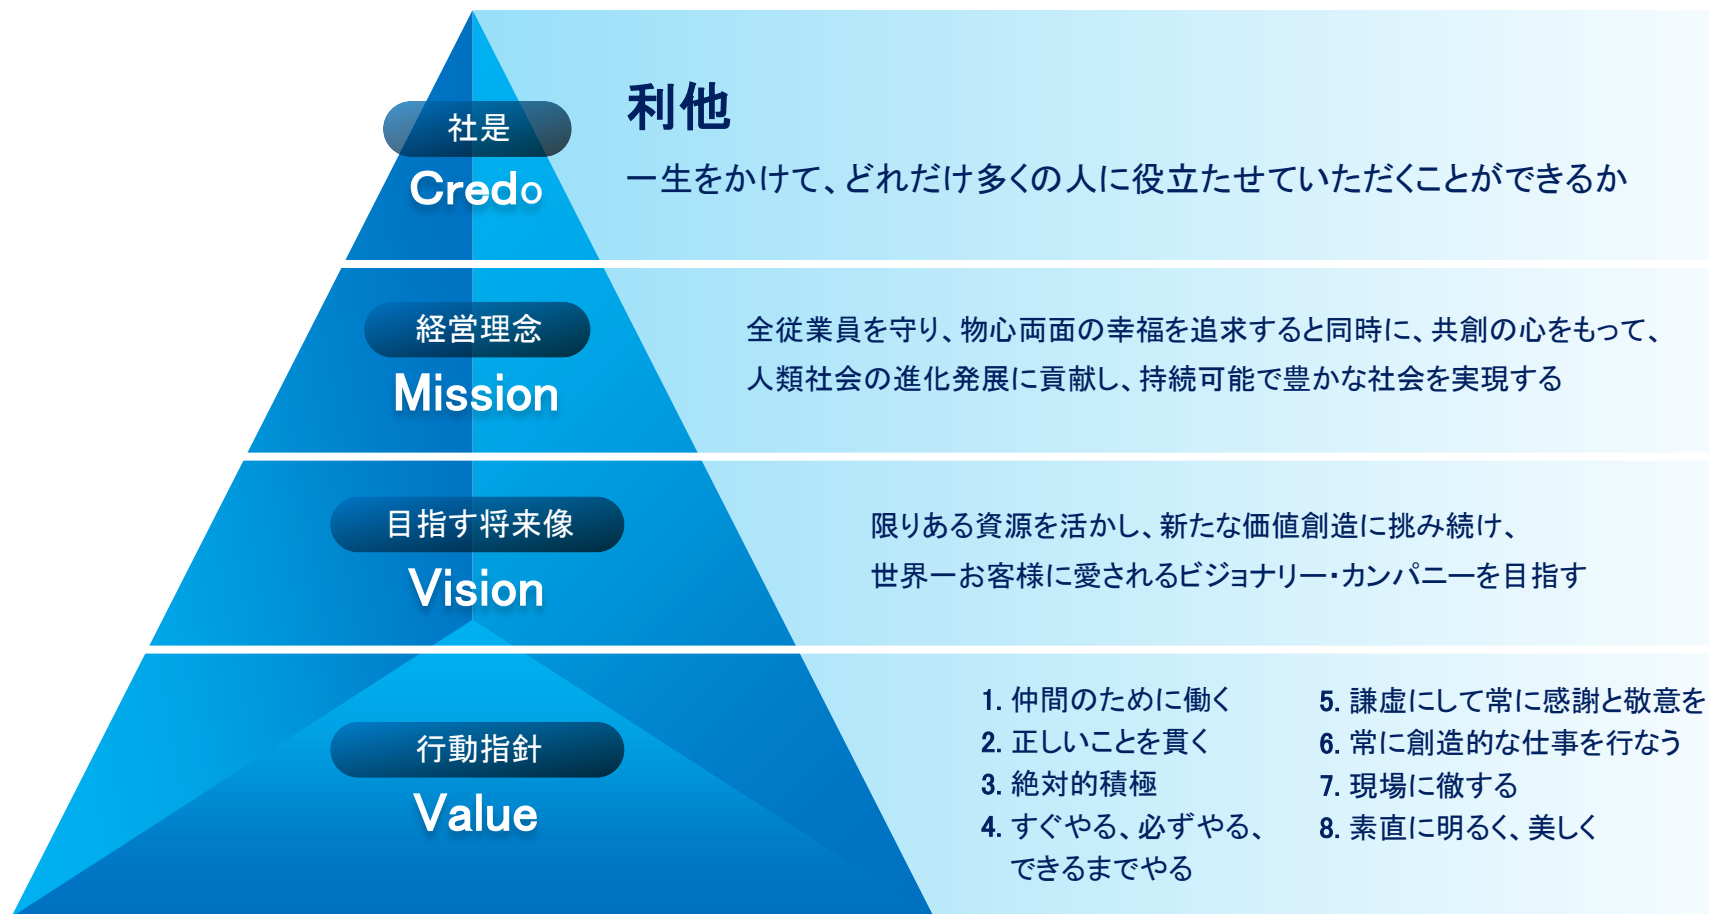 社是
Credo
利他
一生をかけて、どれだけ多くの人に役立たせていただくことができるか
経営理念
Mission
全従業員を守り、物心両面の幸福を追求すると同時に、共創の心をもって、
人類社会の進化発展に貢献し、持続可能で豊かな社会を実現する
目指す将来像
Vision
限りある資源を活かし、新たな価値創造に挑み続け、
世界一お客様に愛されるビジョナリー・カンパニーを目指す
行動指針
Value
1. 仲間のために働く
2. 正しいことを貫く
3. 絶対的積極
4. すぐやる、必ずやる、
できるまでやる
5. 謙虚にして常に感謝と敬意を
6. 常に創造的な仕事を行なう
7. 現場に徹する
8. 素直に明るく、美しく